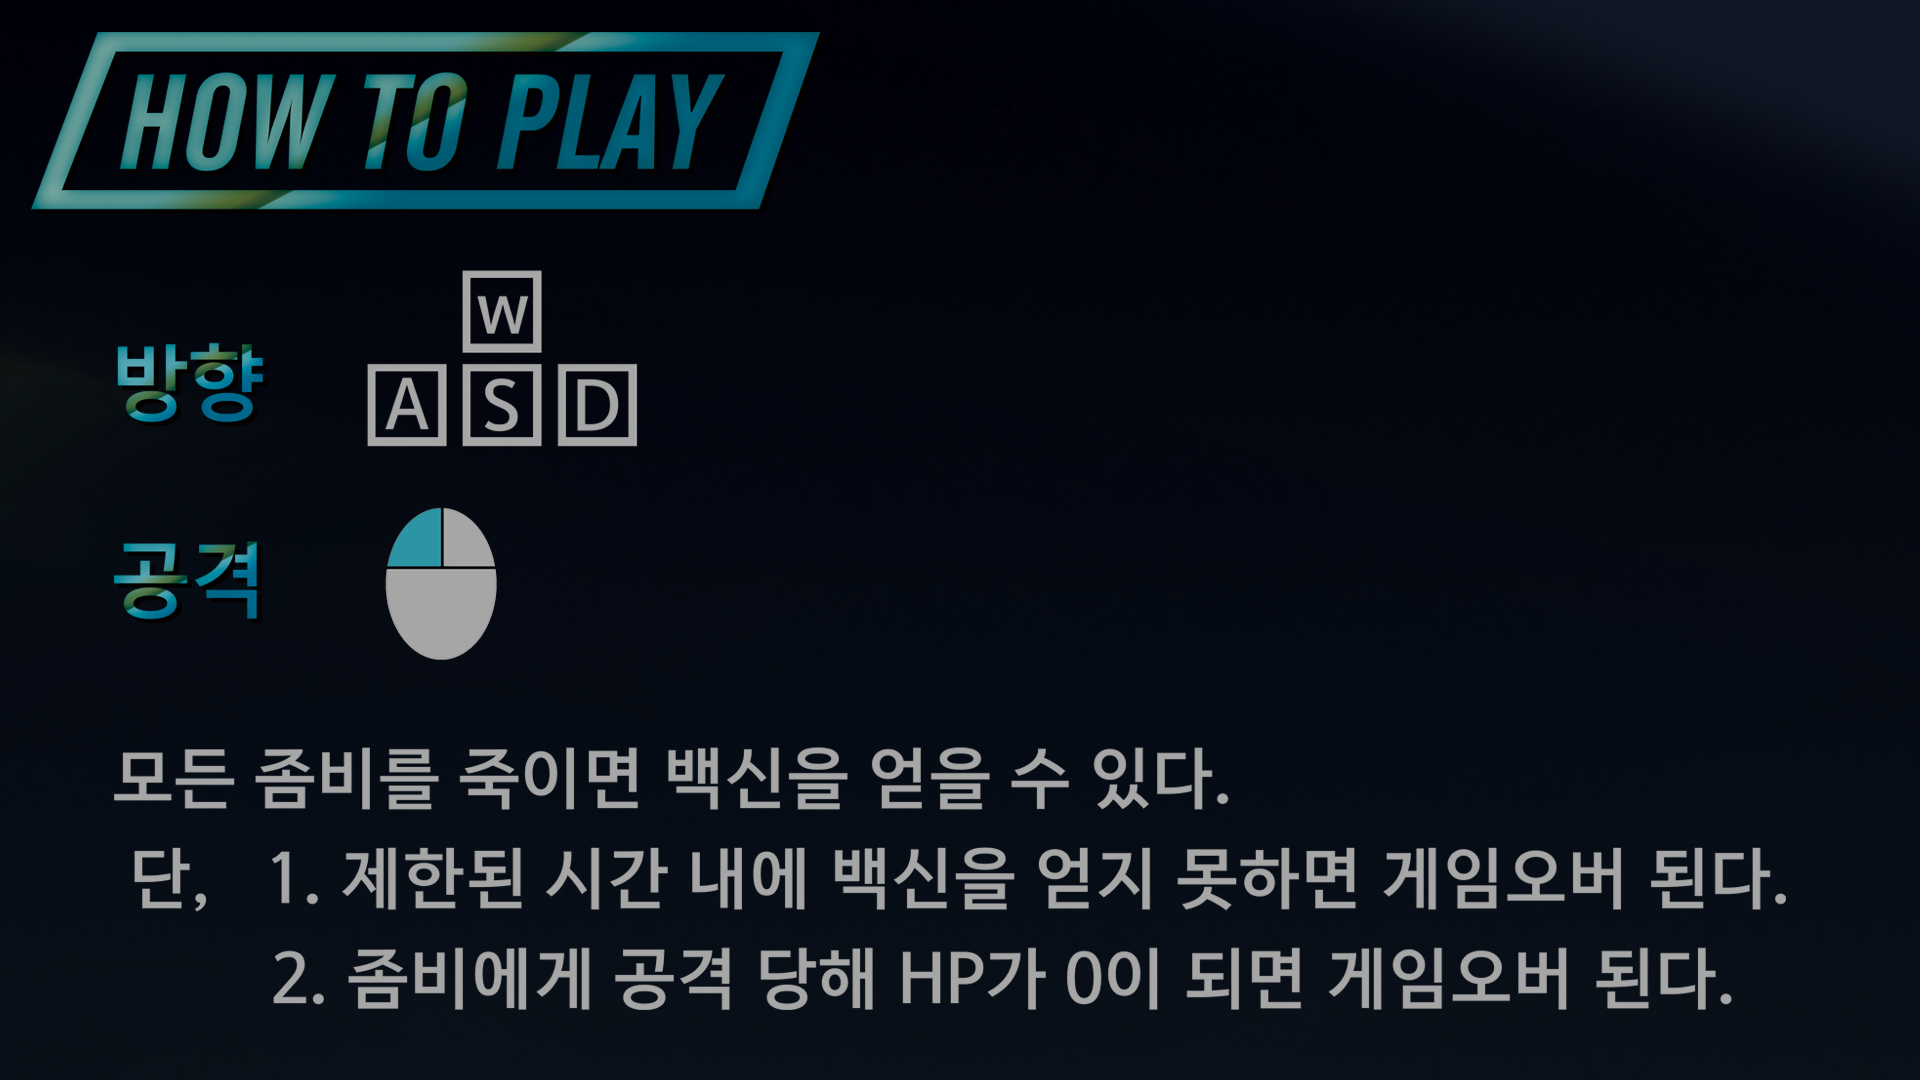 HOW TO PLAY
방향
W
A S D
공격
모든 좀비를 죽이면 백신을 얻을 수 있다.
단, 1. 제한된 시간 내에 백신을 얻지 못하면 게임오버 된다.
2. 좀비에게 공격 당해 HP가 0이 되면 게임오버 된다.